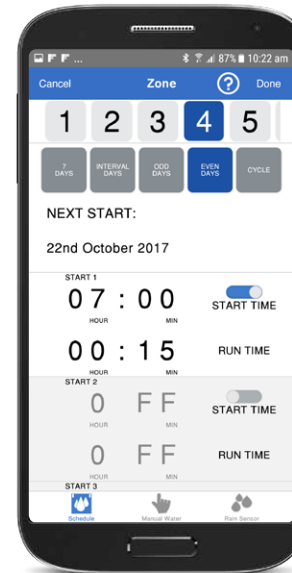 87% 10:22 am
Cancel Zone ? Done
1 2 3 4 5
7 DAYS INTERVAL DAYS ODD DAYS EVEN DAYS CYCLE
NEXT START:
22nd October 2017
START 1
07 : 00 START TIME
HOUR MIN
00 : 15 RUN TIME
HOUR MIN
START 2
0 FF START TIME
HOUR MIN
0 FF RUN TIME
HOUR MIN
START 3
Schedule Manual Water Rain Sensor